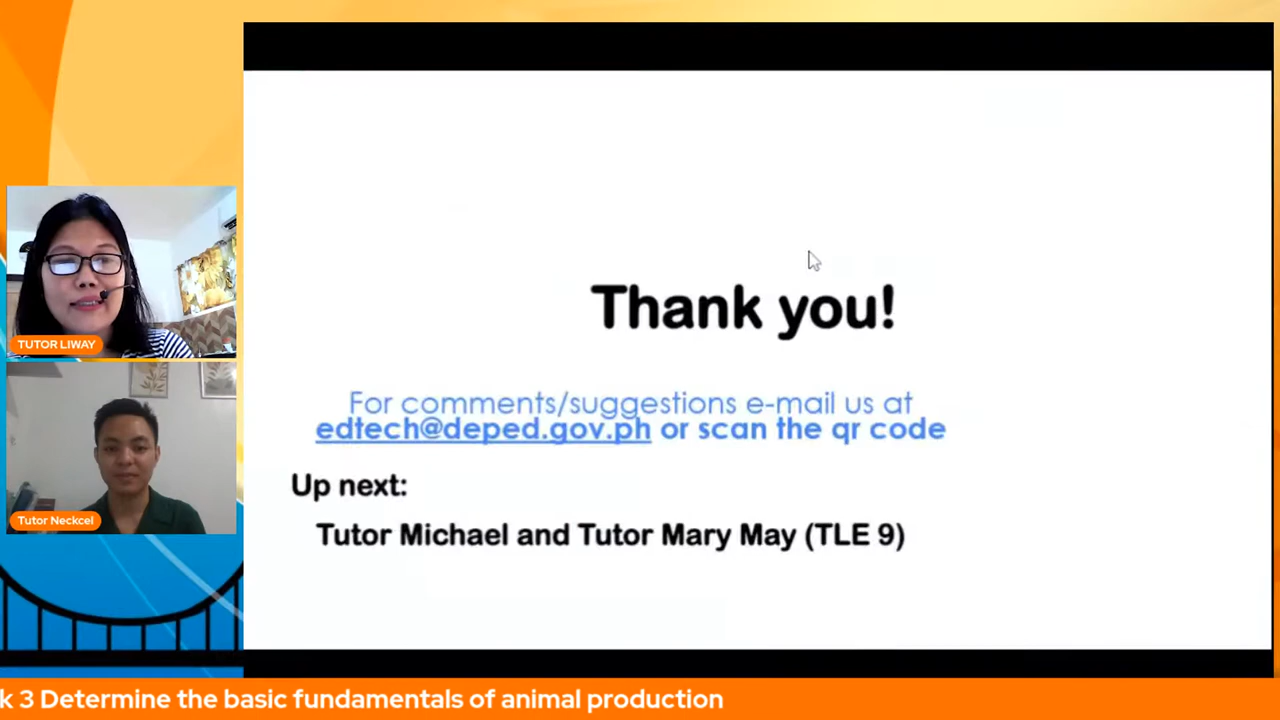 Thank you!
For comments/suggestions e-mail us at
edtech@deped.gov.ph or scan the qr code
Up next:
Tutor Michael and Tutor Mary May (TLE 9)
TUTOR LIWAY
Tutor Neckcel
k 3 Determine the basic fundamentals of animal production